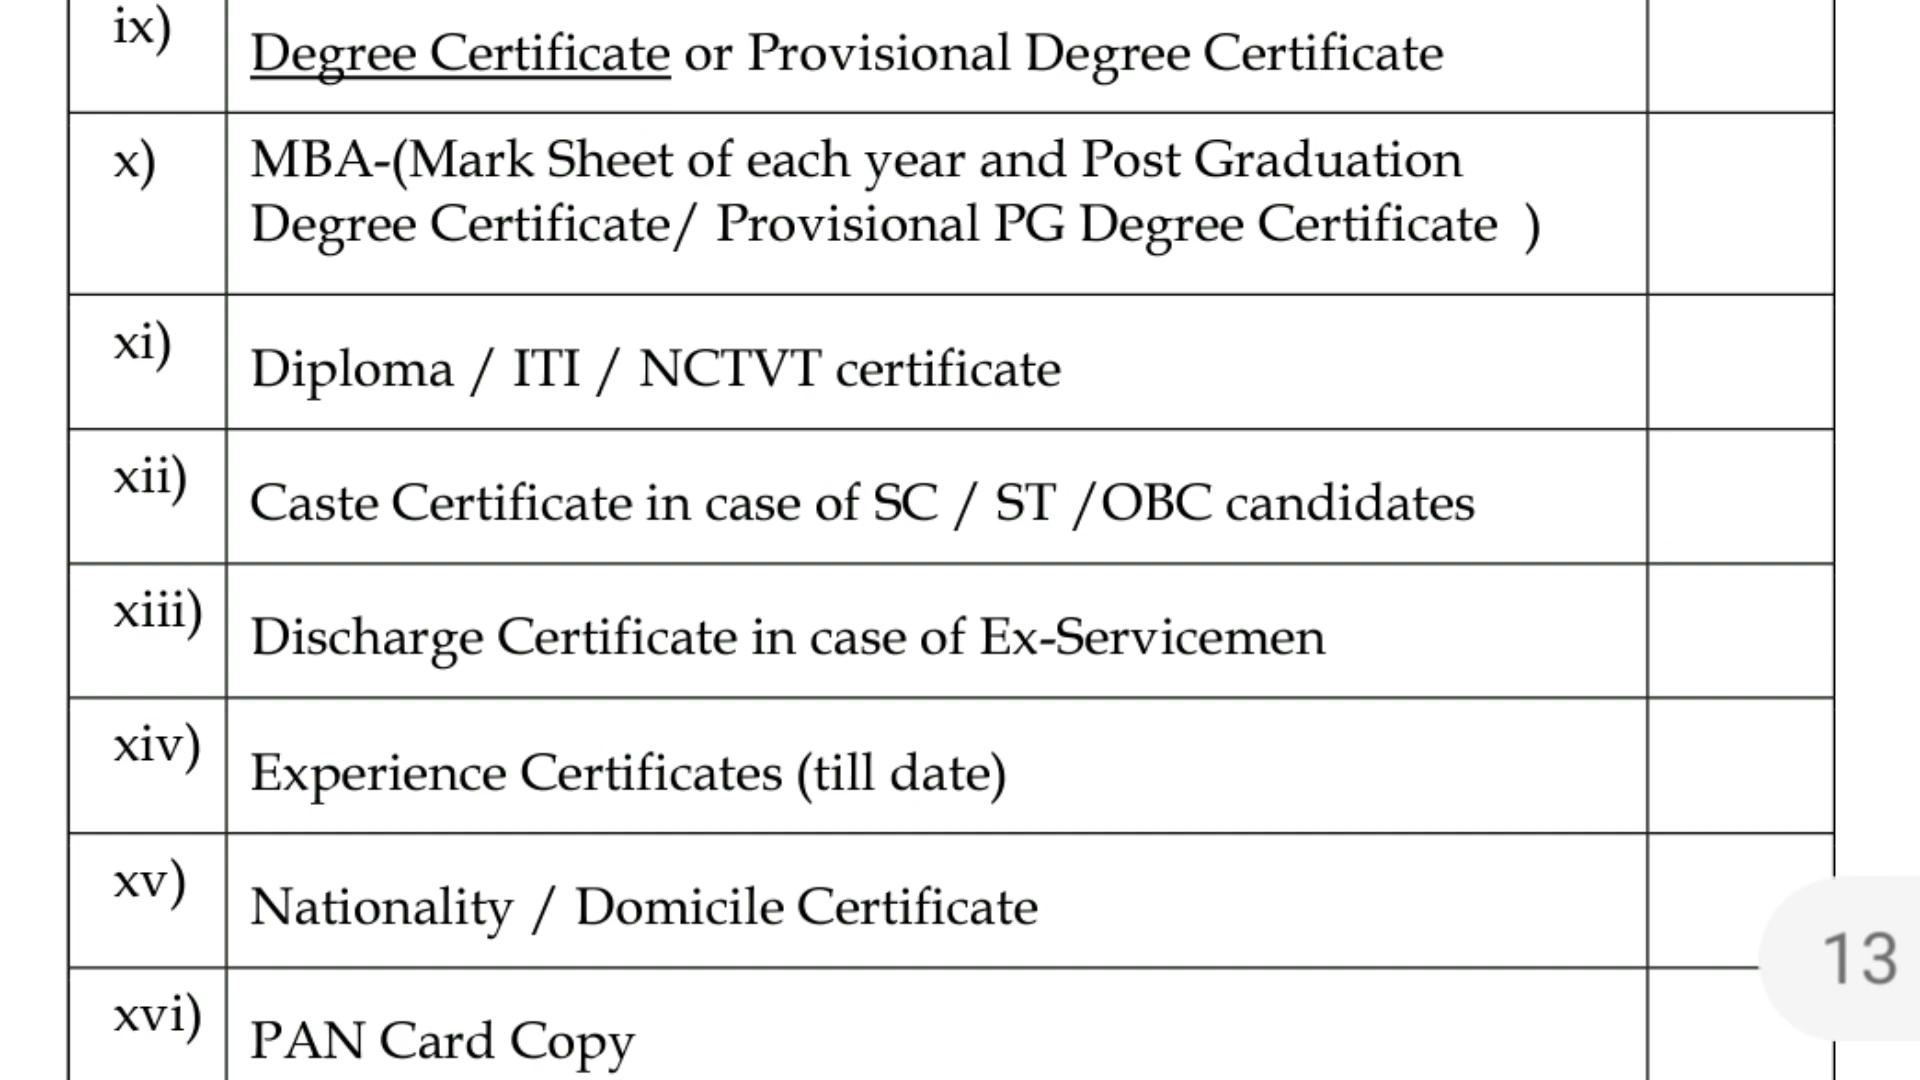 ix)
Degree Certificate or Provisional Degree Certificate
x)
MBA-(Mark Sheet of each year and Post Graduation
Degree Certificate/ Provisional PG Degree Certificate )
xi)
Diploma / ITI / NCTVT certificate
xii)
Caste Certificate in case of SC / ST /OBC candidates
xiii)
Discharge Certificate in case of Ex-Servicemen
xiv)
Experience Certificates (till date)
xv)
Nationality / Domicile Certificate
13
xvi)
PAN Card Copy